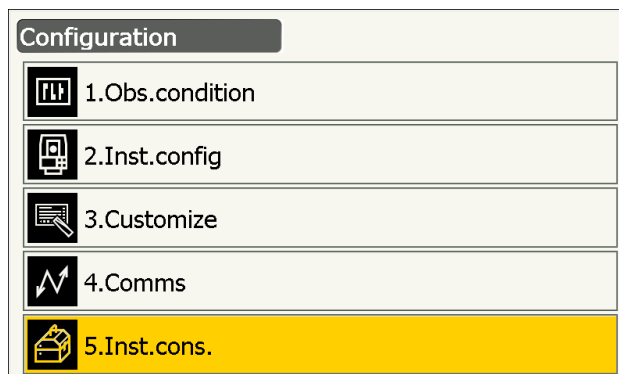 Configuration
1.Obs.condition
2.Inst.config
3.Customize
4.Comms
5.Inst.cons.